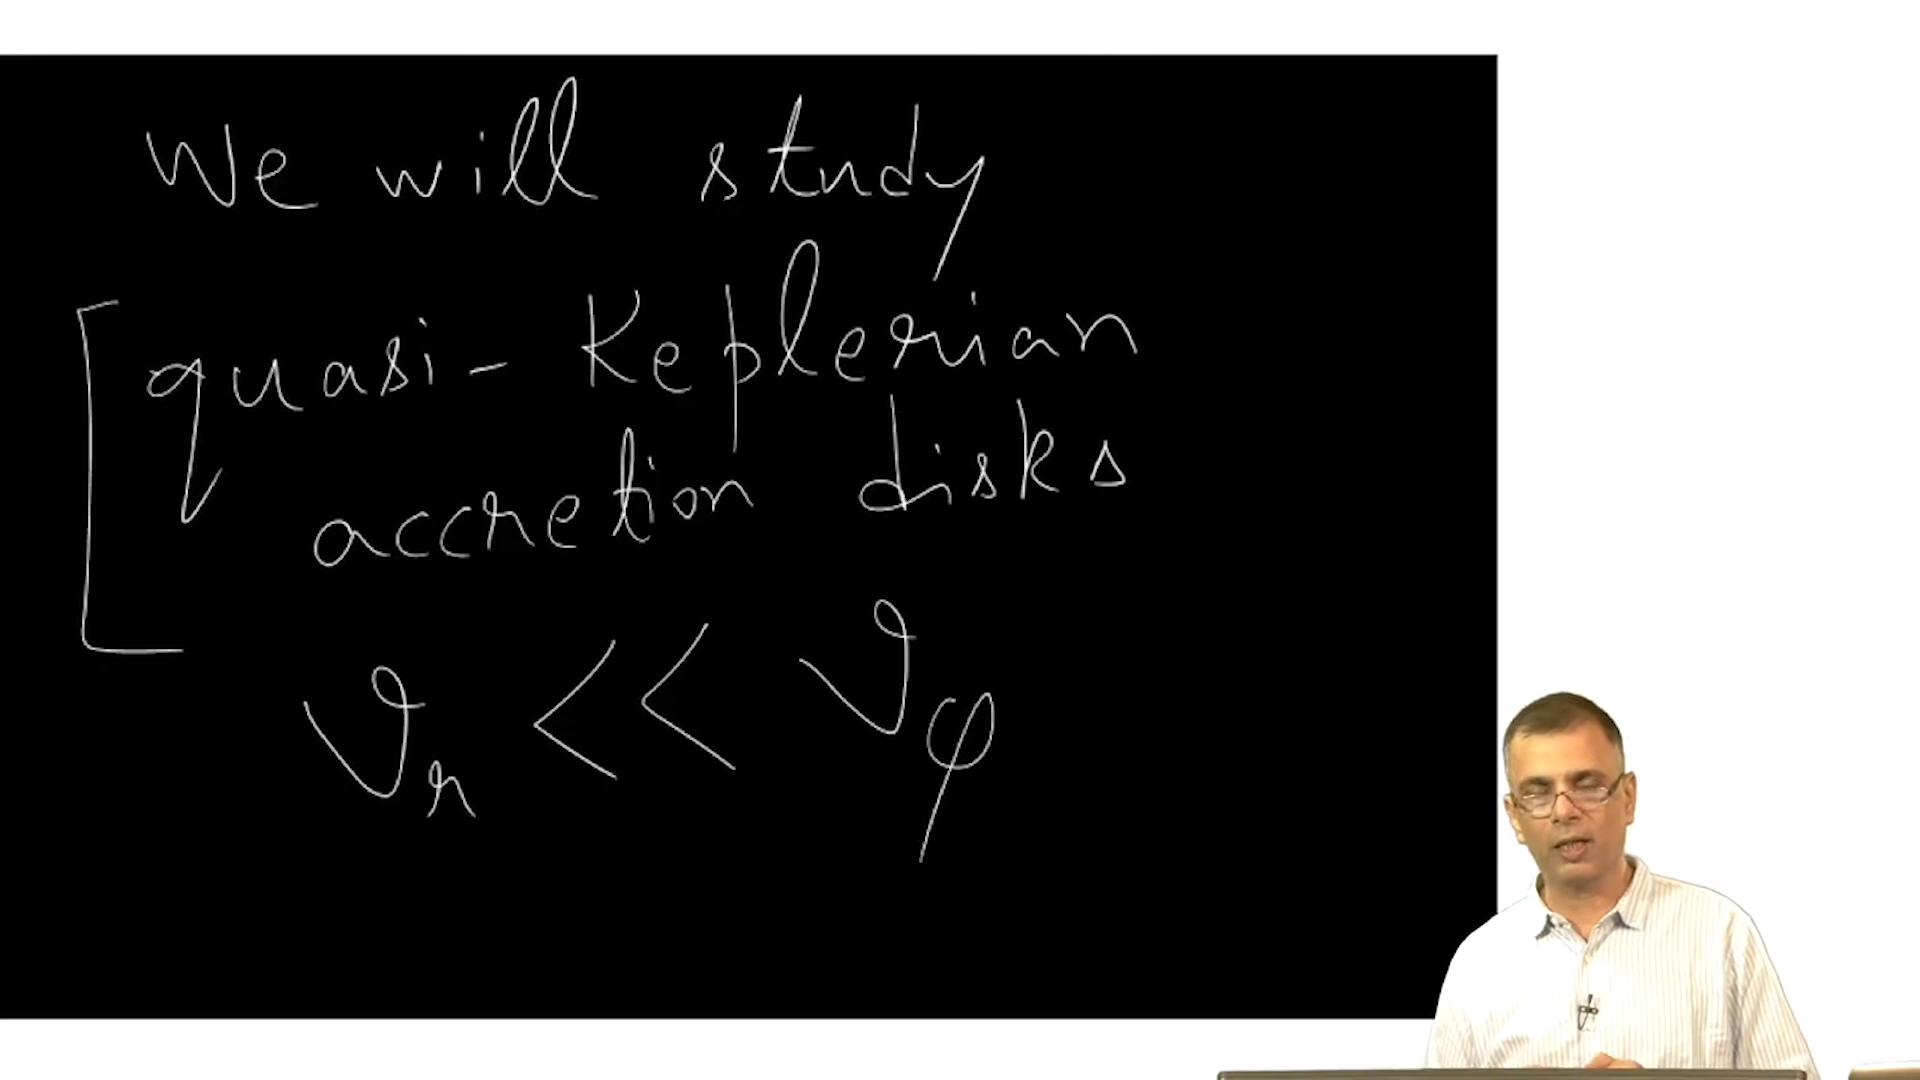 We will study
quasi-Keplerian
accretion disks
v_r << v_φ